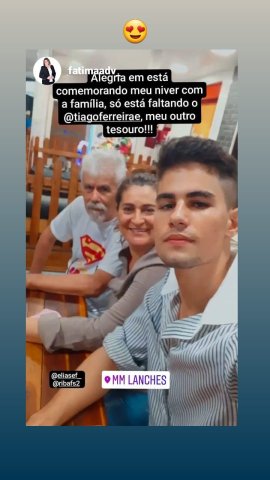 fatimaadv
Alegria em está
comemorando meu niver com
a família, só está faltando o
@tiagoferreirae, meu outro
tesouro!!!
@eliasef_
@ribafs2
MM LANCHES